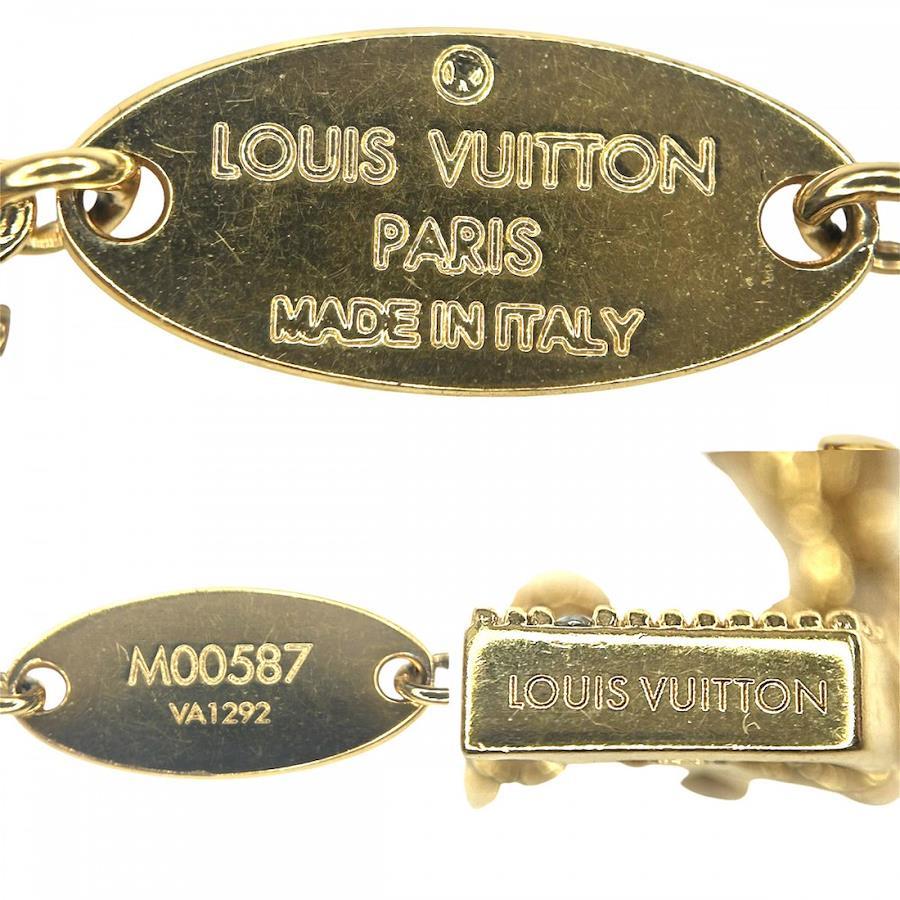 LOUIS VUITTON
PARIS
MADE IN ITALY
M00587
VA1292
LOUIS VUITTON